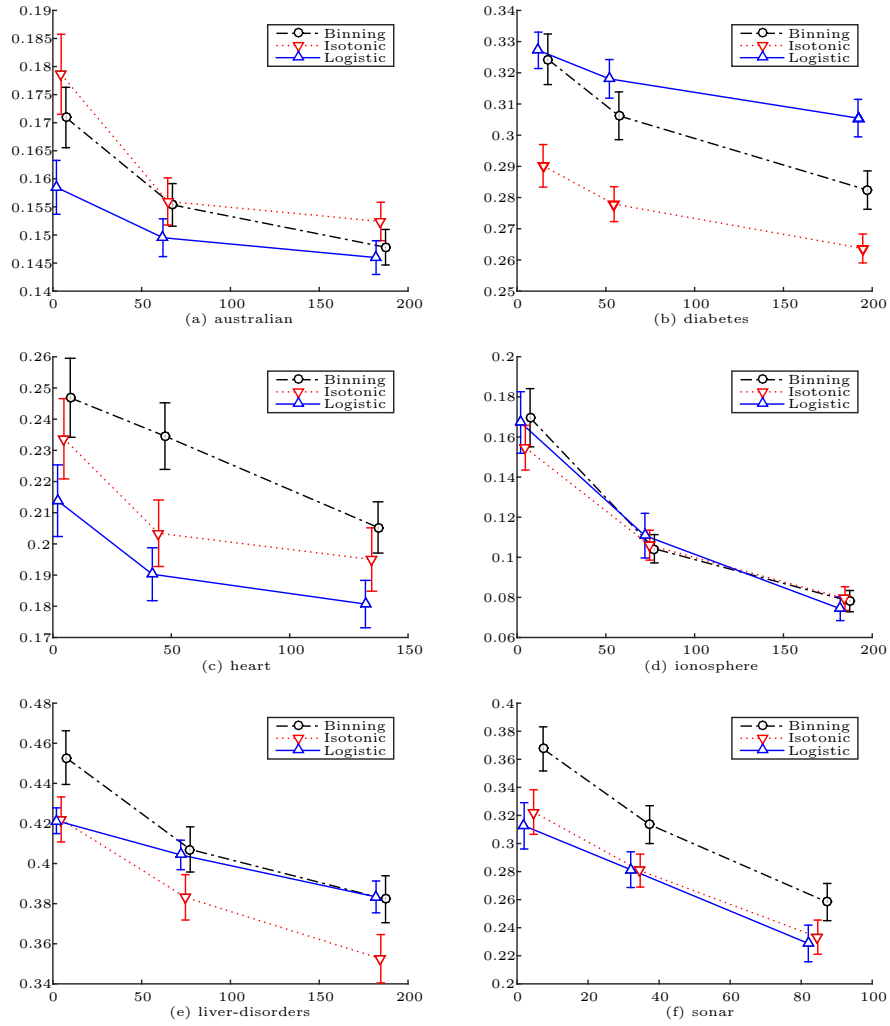 0.19
0.185
0.18
0.175
0.17
0.165
0.16
0.155
0.15
0.145
0.14
0 50 100 150 200
Binning
Isotonic
Logistic
(a) australian
0.34
0.33
0.32
0.31
0.3
0.29
0.28
0.27
0.26
0.25
0 50 100 150 200
Binning
Isotonic
Logistic
(b) diabetes
0.26
0.25
0.24
0.23
0.22
0.21
0.2
0.19
0.18
0.17
0 50 100 150
Binning
Isotonic
Logistic
(c) heart
0.2
0.18
0.16
0.14
0.12
0.1
0.08
0.06
0 50 100 150 200
Binning
Isotonic
Logistic
(d) ionosphere
0.48
0.46
0.44
0.42
0.4
0.38
0.36
0.34
0 50 100 150 200
Binning
Isotonic
Logistic
(e) liver-disorders
0.4
0.38
0.36
0.34
0.32
0.3
0.28
0.26
0.24
0.22
0.2
0 20 40 60 80 100
Binning
Isotonic
Logistic
(f) sonar